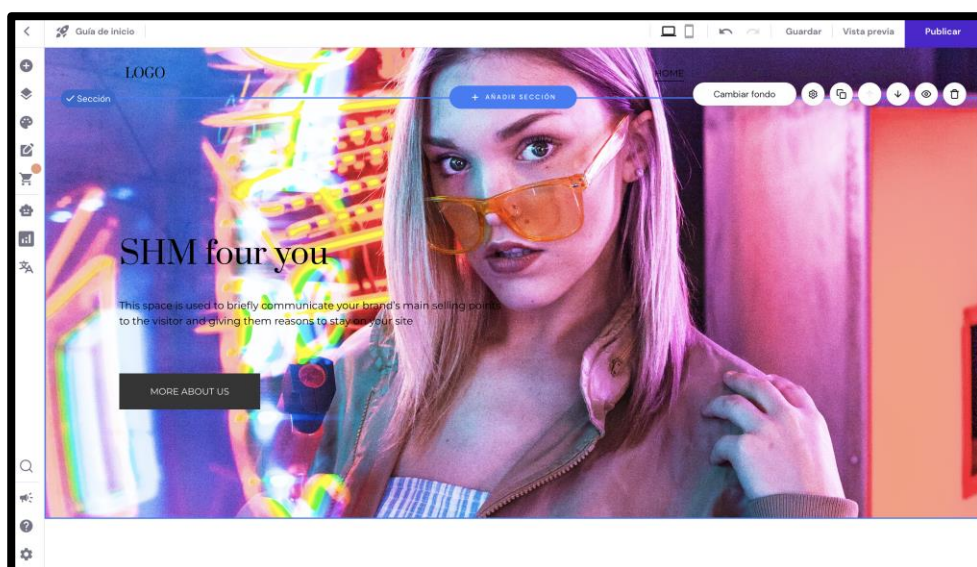 Guía de inicio
Guardar
Vista previa
Publicar
LOGO
HOME
Sección
+ AÑADIR SECCIÓN
Cambiar fondo
SHM four you
This space is used to briefly communicate your brand's main selling points
to the visitor and giving them reasons to stay on your site
MORE ABOUT US